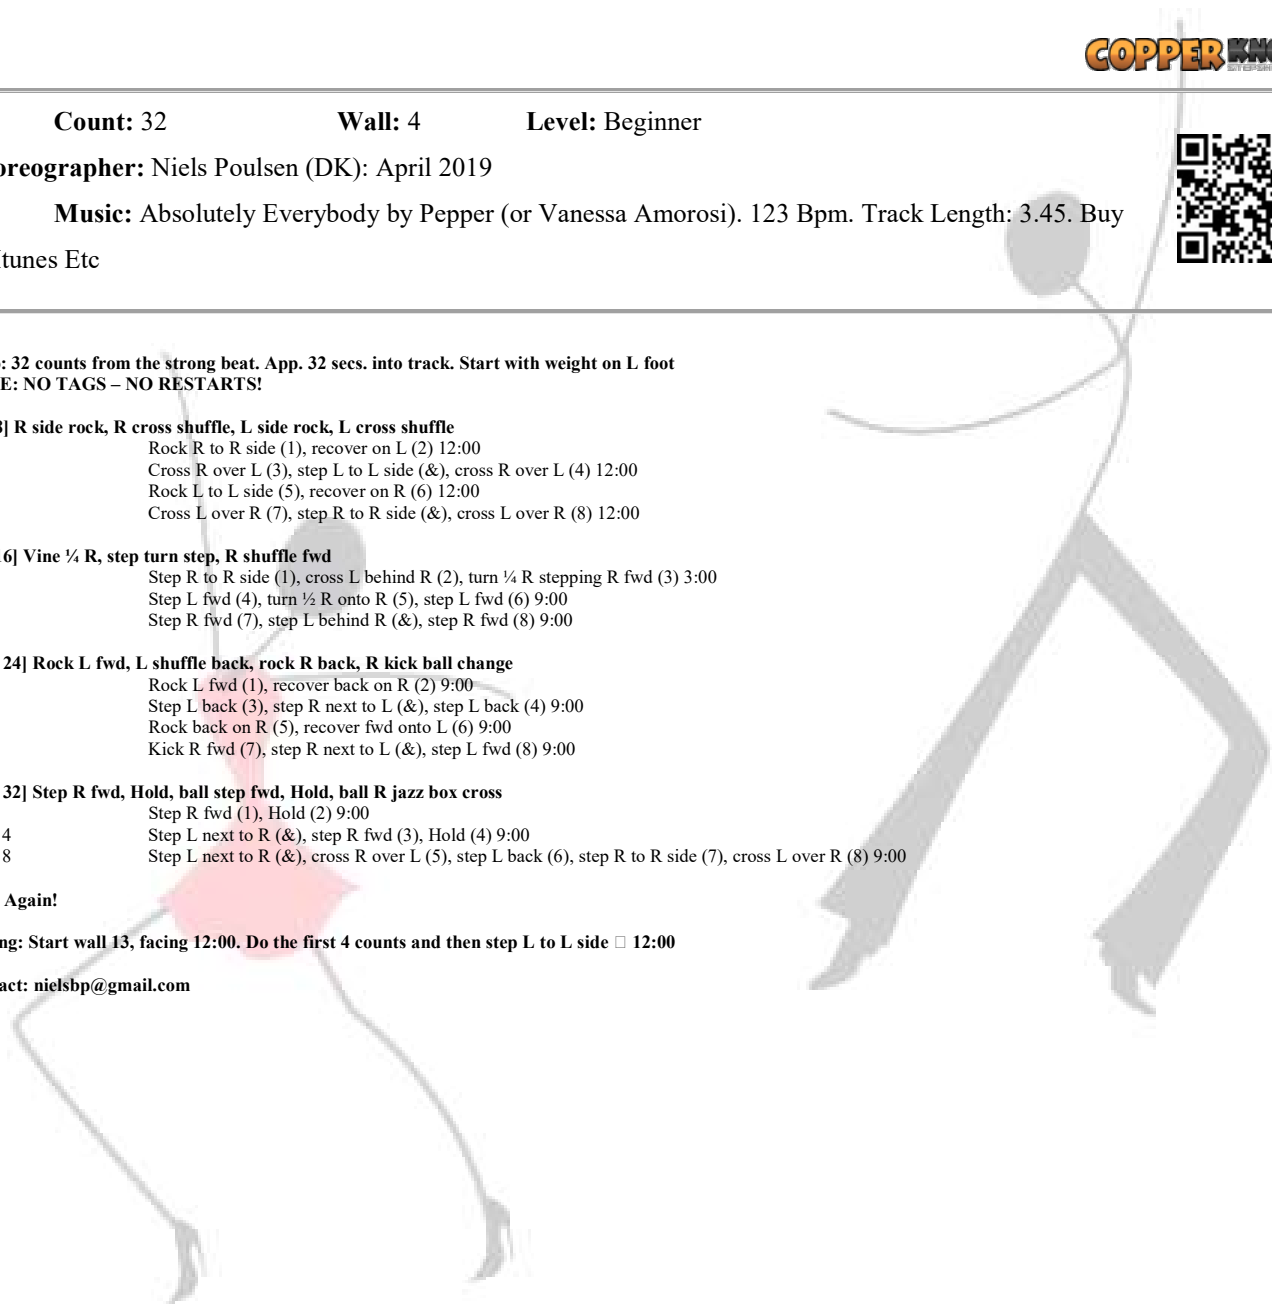 COPPER KNO
Count: 32 Wall: 4 Level: Beginner
oreographer: Niels Poulsen (DK): April 2019
Music: Absolutely Everybody by Pepper (or Vanessa Amorosi). 123 Bpm. Track Length: 3.45. Buy
Itunes Etc
: 32 counts from the strong beat. App. 32 secs. into track. Start with weight on L foot
E: NO TAGS – NO RESTARTS!
8] R side rock, R cross shuffle, L side rock, L cross shuffle
Rock R to R side (1), recover on L (2) 12:00
Cross R over L (3), step L to L side (&), cross R over L (4) 12:00
Rock L to L side (5), recover on R (6) 12:00
Cross L over R (7), step R to R side (&), cross L over R (8) 12:00
16] Vine ¼ R, step turn step, R shuffle fwd
Step R to R side (1), cross L behind R (2), turn ¼ R stepping R fwd (3) 3:00
Step L fwd (4), turn ½ R onto R (5), step L fwd (6) 9:00
Step R fwd (7), step L behind R (&), step R fwd (8) 9:00
24] Rock L fwd, L shuffle back, rock R back, R kick ball change
Rock L fwd (1), recover back on R (2) 9:00
Step L back (3), step R next to L (&), step L back (4) 9:00
Rock back on R (5), recover fwd onto L (6) 9:00
Kick R fwd (7), step R next to L (&), step L fwd (8) 9:00
32] Step R fwd, Hold, ball step fwd, Hold, ball R jazz box cross
Step R fwd (1), Hold (2) 9:00
4 Step L next to R (&), step R fwd (3), Hold (4) 9:00
8 Step L next to R (&), cross R over L (5), step L back (6), step R to R side (7), cross L over R (8) 9:00
Again!
ng: Start wall 13, facing 12:00. Do the first 4 counts and then step L to L side □ 12:00
act: nielsbp@gmail.com